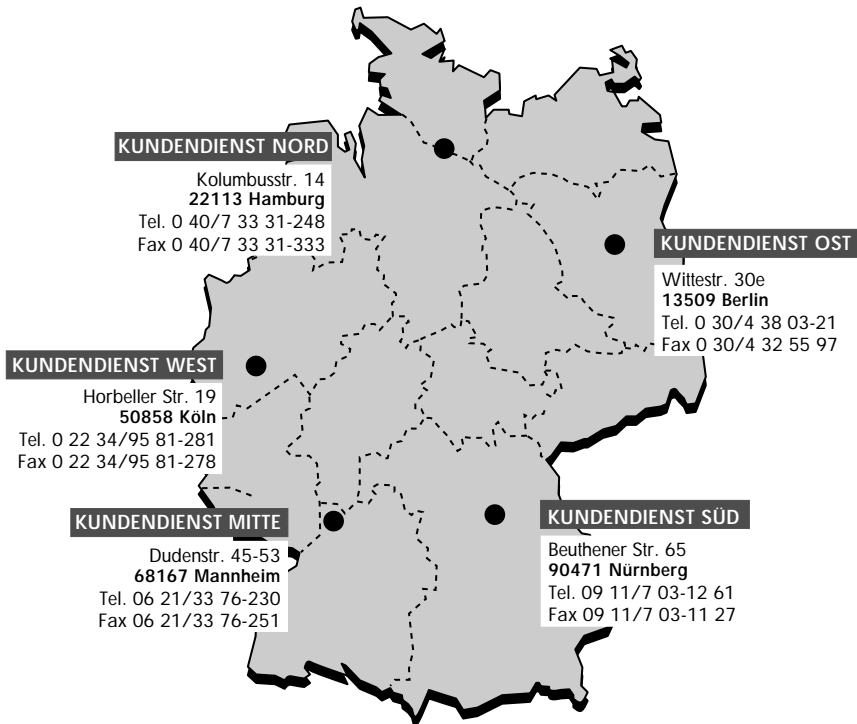 KUNDENDIENST NORD
Kolumbusstr. 14
22113 Hamburg
Tel. 0 40/7 33 31-248
Fax 0 40/7 33 31-333
KUNDENDIENST OST
Wittestr. 30e
13509 Berlin
Tel. 0 30/4 38 03-21
Fax 0 30/4 32 55 97
KUNDENDIENST WEST
Horbeller Str. 19
50858 Köln
Tel. 0 22 34/95 81-281
Fax 0 22 34/95 81-278
KUNDENDIENST MITTE
Dudenstr. 45-53
68167 Mannheim
Tel. 06 21/33 76-230
Fax 06 21/33 76-251
KUNDENDIENST SÜD
Beuthener Str. 65
90471 Nürnberg
Tel. 09 11/7 03-12 61
Fax 09 11/7 03-11 27